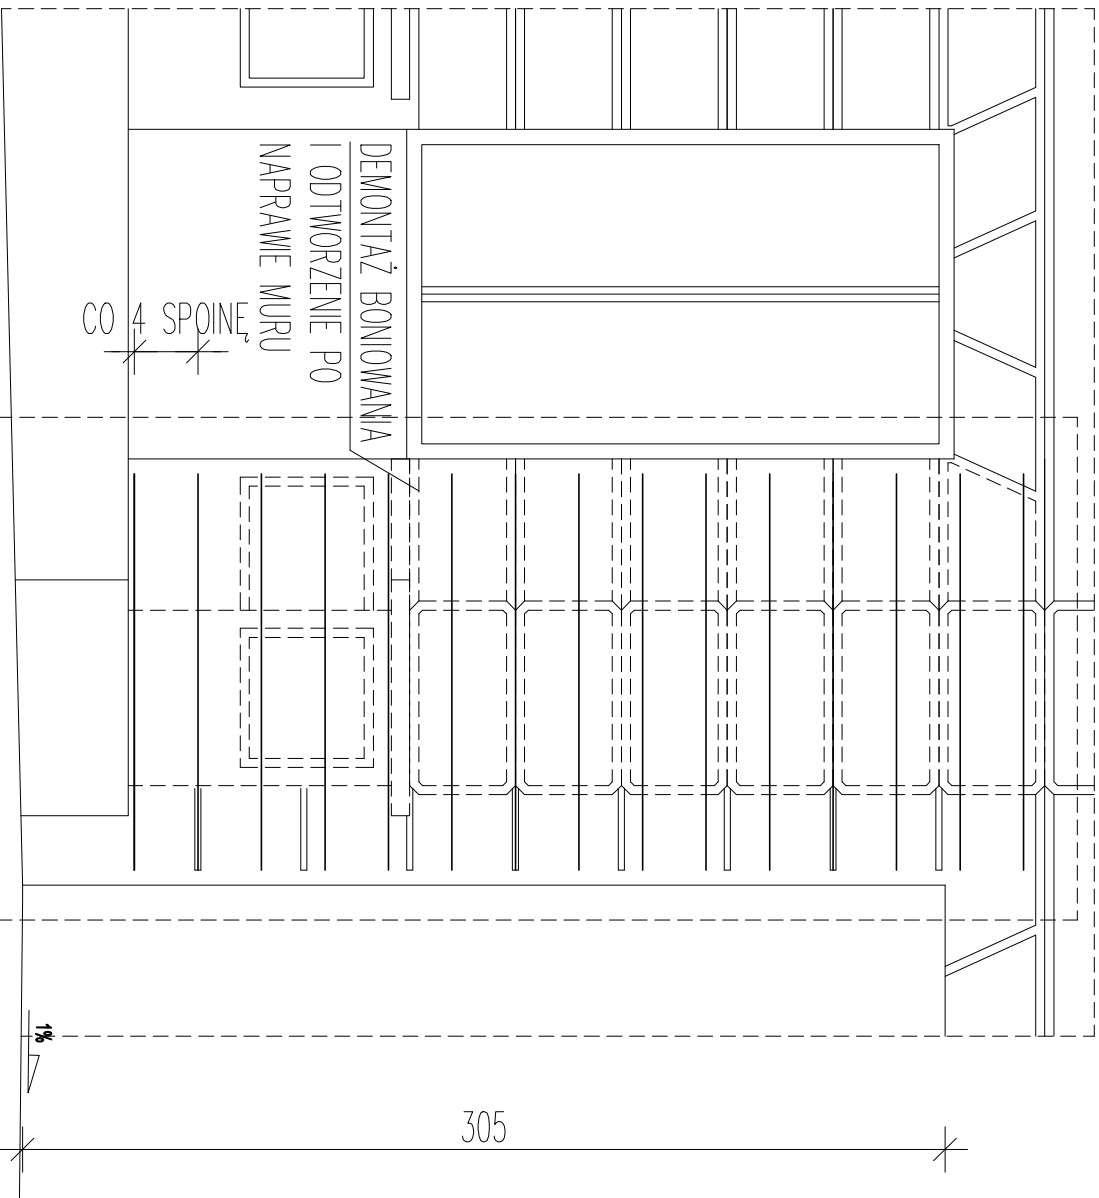 DEMONTAŻ BONIOWANIA
I ODTWORZENIE PO
NAPRAWIE MURU
CO 4 SPOINĘ
1%
305